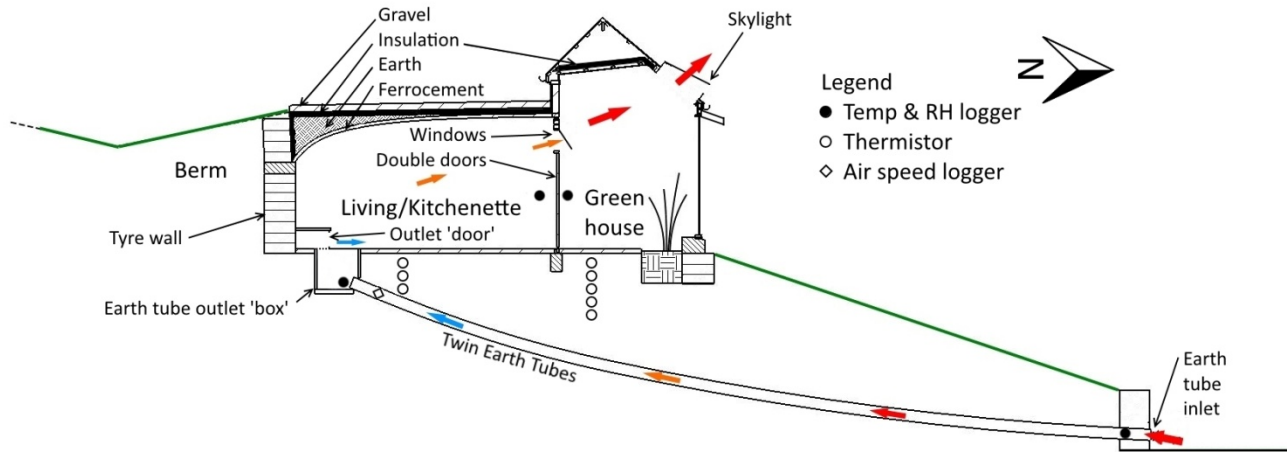 Gravel
Insulation
Earth
Ferrocement
Skylight
N
Legend
Temp & RH logger
Thermistor
Air speed logger
Windows
Double doors
Berm
Living/Kitchenette
Green
house
Outlet 'door'
Tyre wall
Earth tube outlet 'box'
Twin Earth Tubes
Earth
tube
inlet